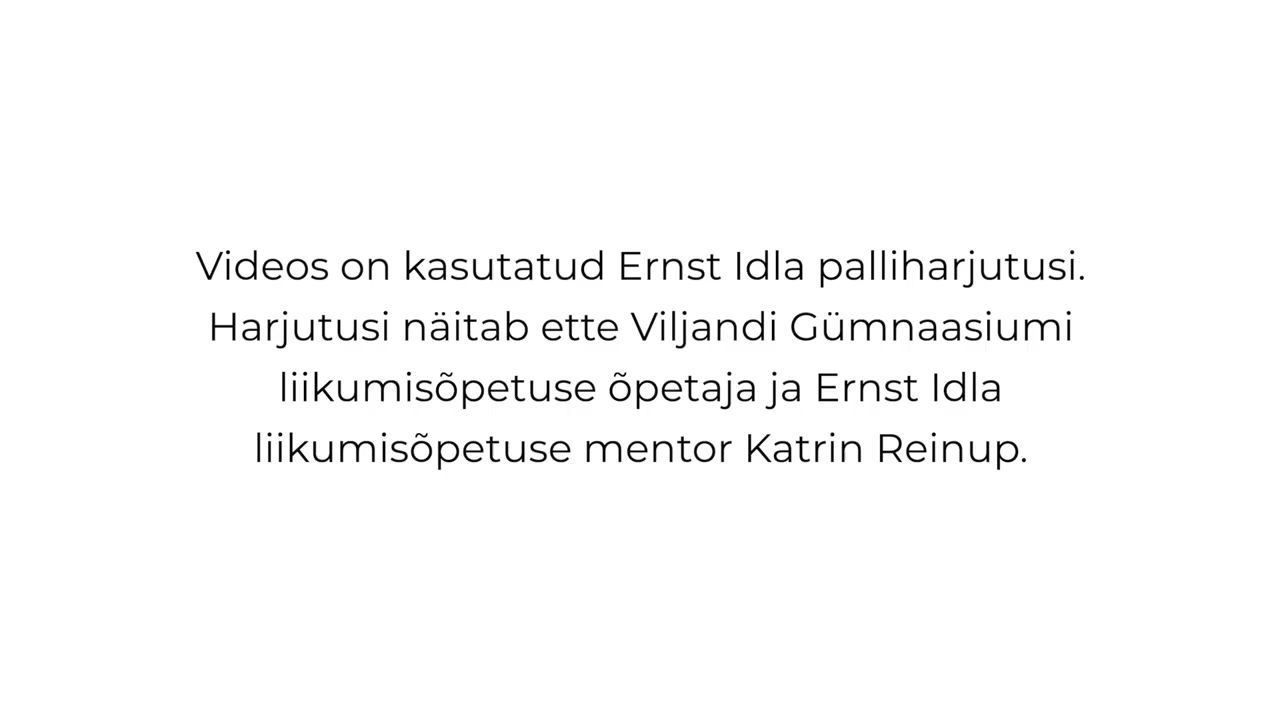 Videos on kasutatud Ernst Idla palliharjutusi.
Harjutusi näitab ette Viljandi Gümnaasiumi
liikumisõpetuse õpetaja ja Ernst Idla
liikumisõpetuse mentor Katrin Reinup.